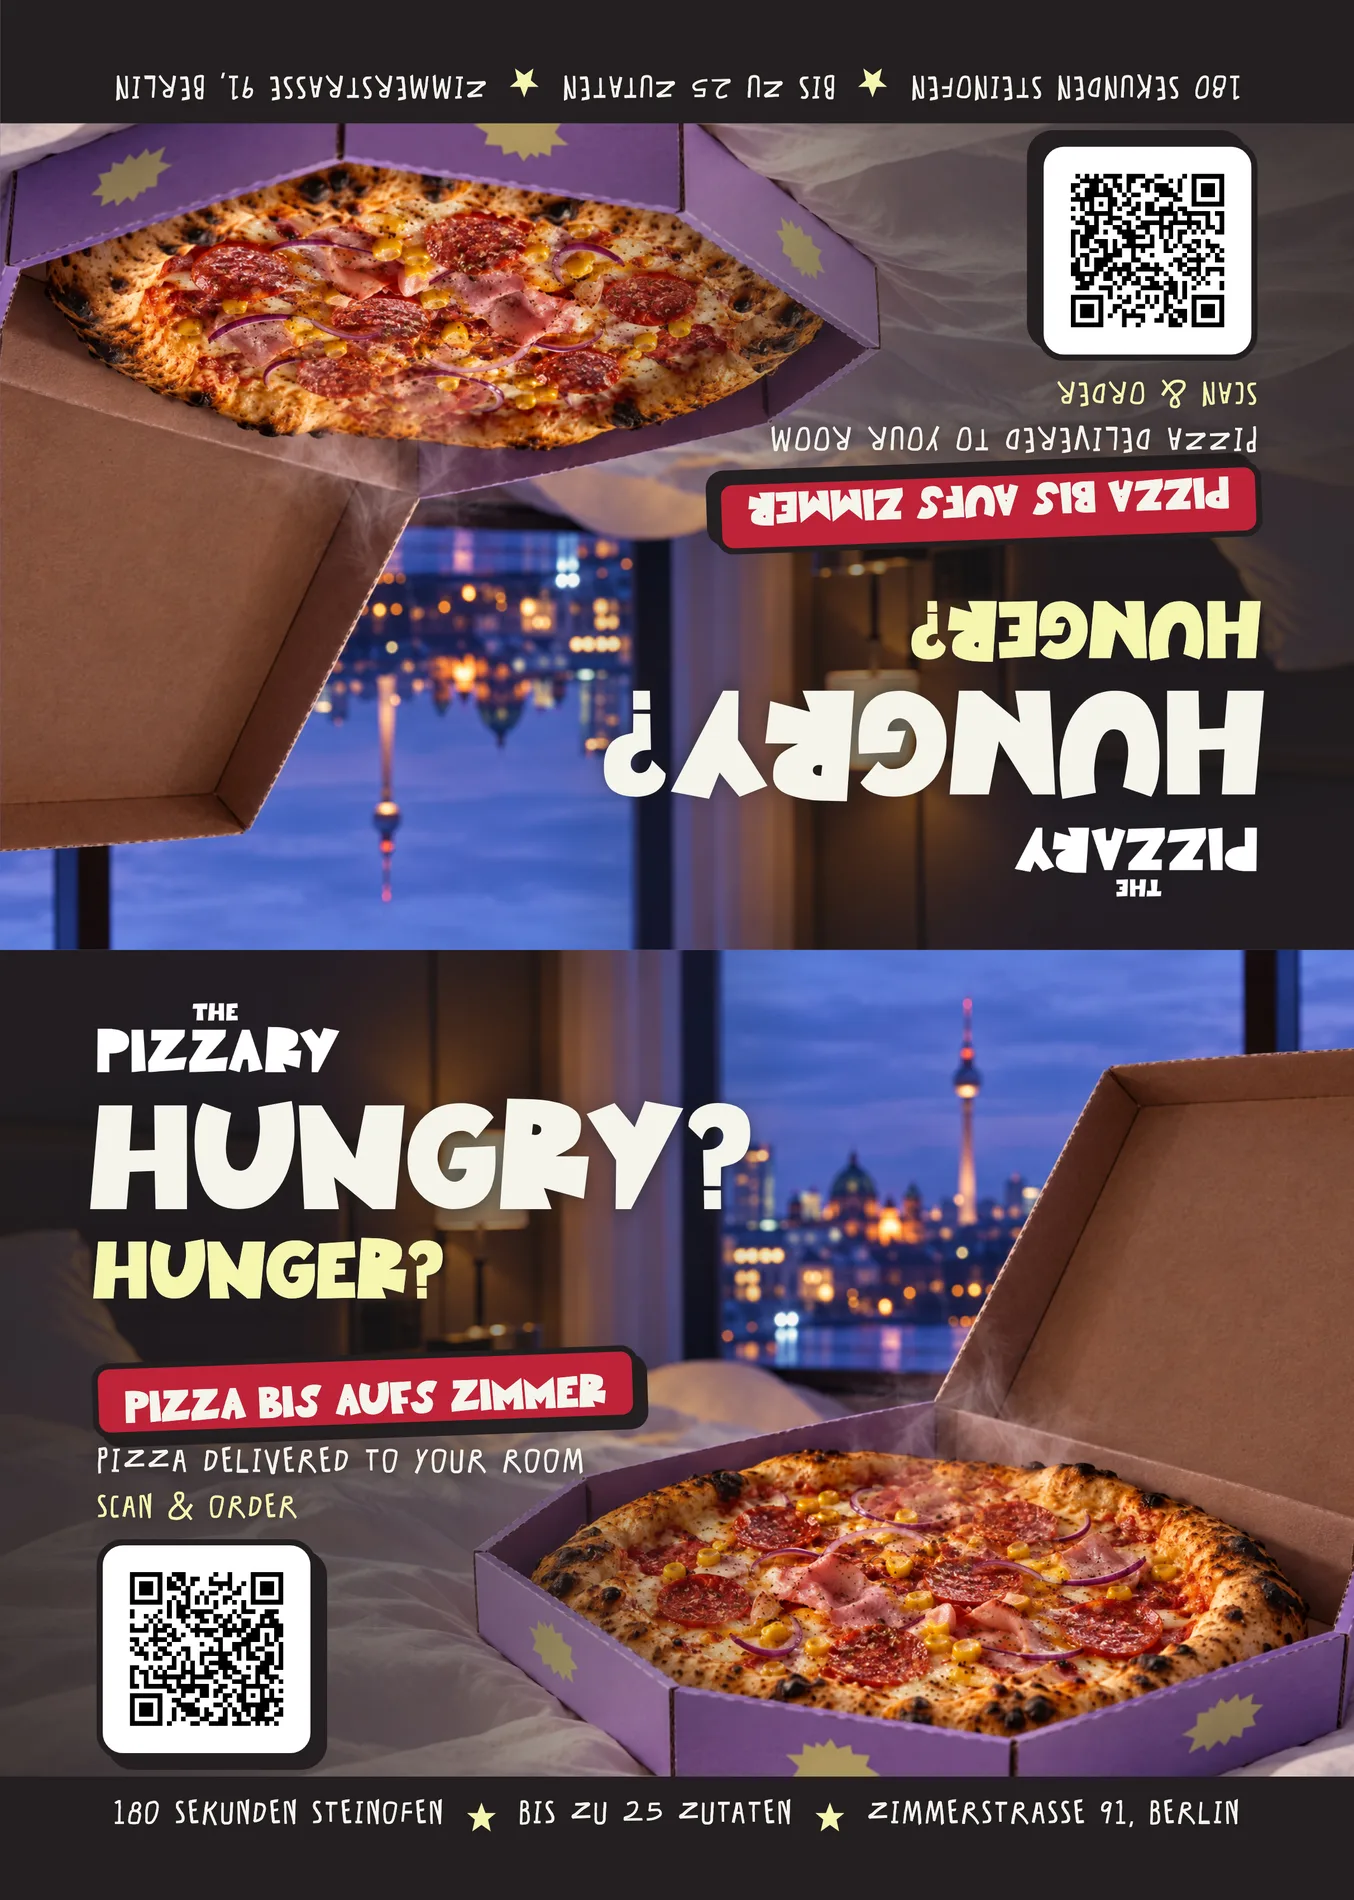 180 SEKUNDEN STEINOFEN ★ BIS ZU 25 ZUTATEN ★ ZIMMERSTRASSE 91, BERLIN
SCAN & ORDER
PIZZA DELIVERED TO YOUR ROOM
PIZZA BIS AUFS ZIMMER
HUNGER?
HUNGRY?
PIZZARY
THE
THE
PIZZARY
HUNGRY?
HUNGER?
PIZZA BIS AUFS ZIMMER
PIZZA DELIVERED TO YOUR ROOM
SCAN & ORDER
180 SEKUNDEN STEINOFEN ★ BIS ZU 25 ZUTATEN ★ ZIMMERSTRASSE 91, BERLIN